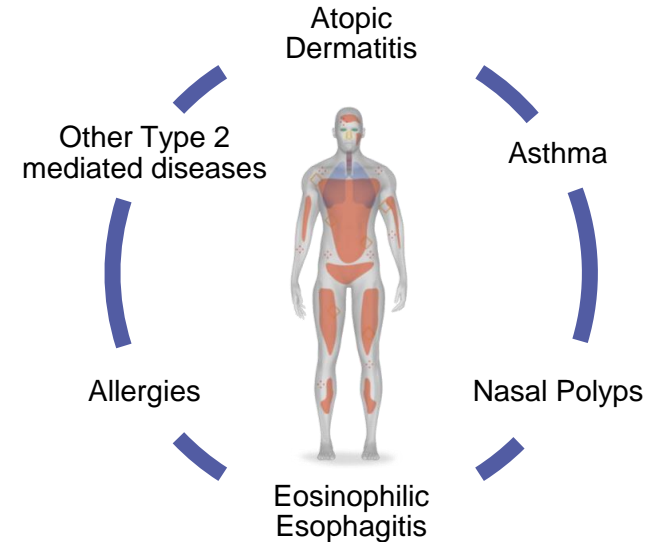 Atopic
Dermatitis
Other Type 2
mediated diseases
Asthma
Allergies
Nasal Polyps
Eosinophilic
Esophagitis